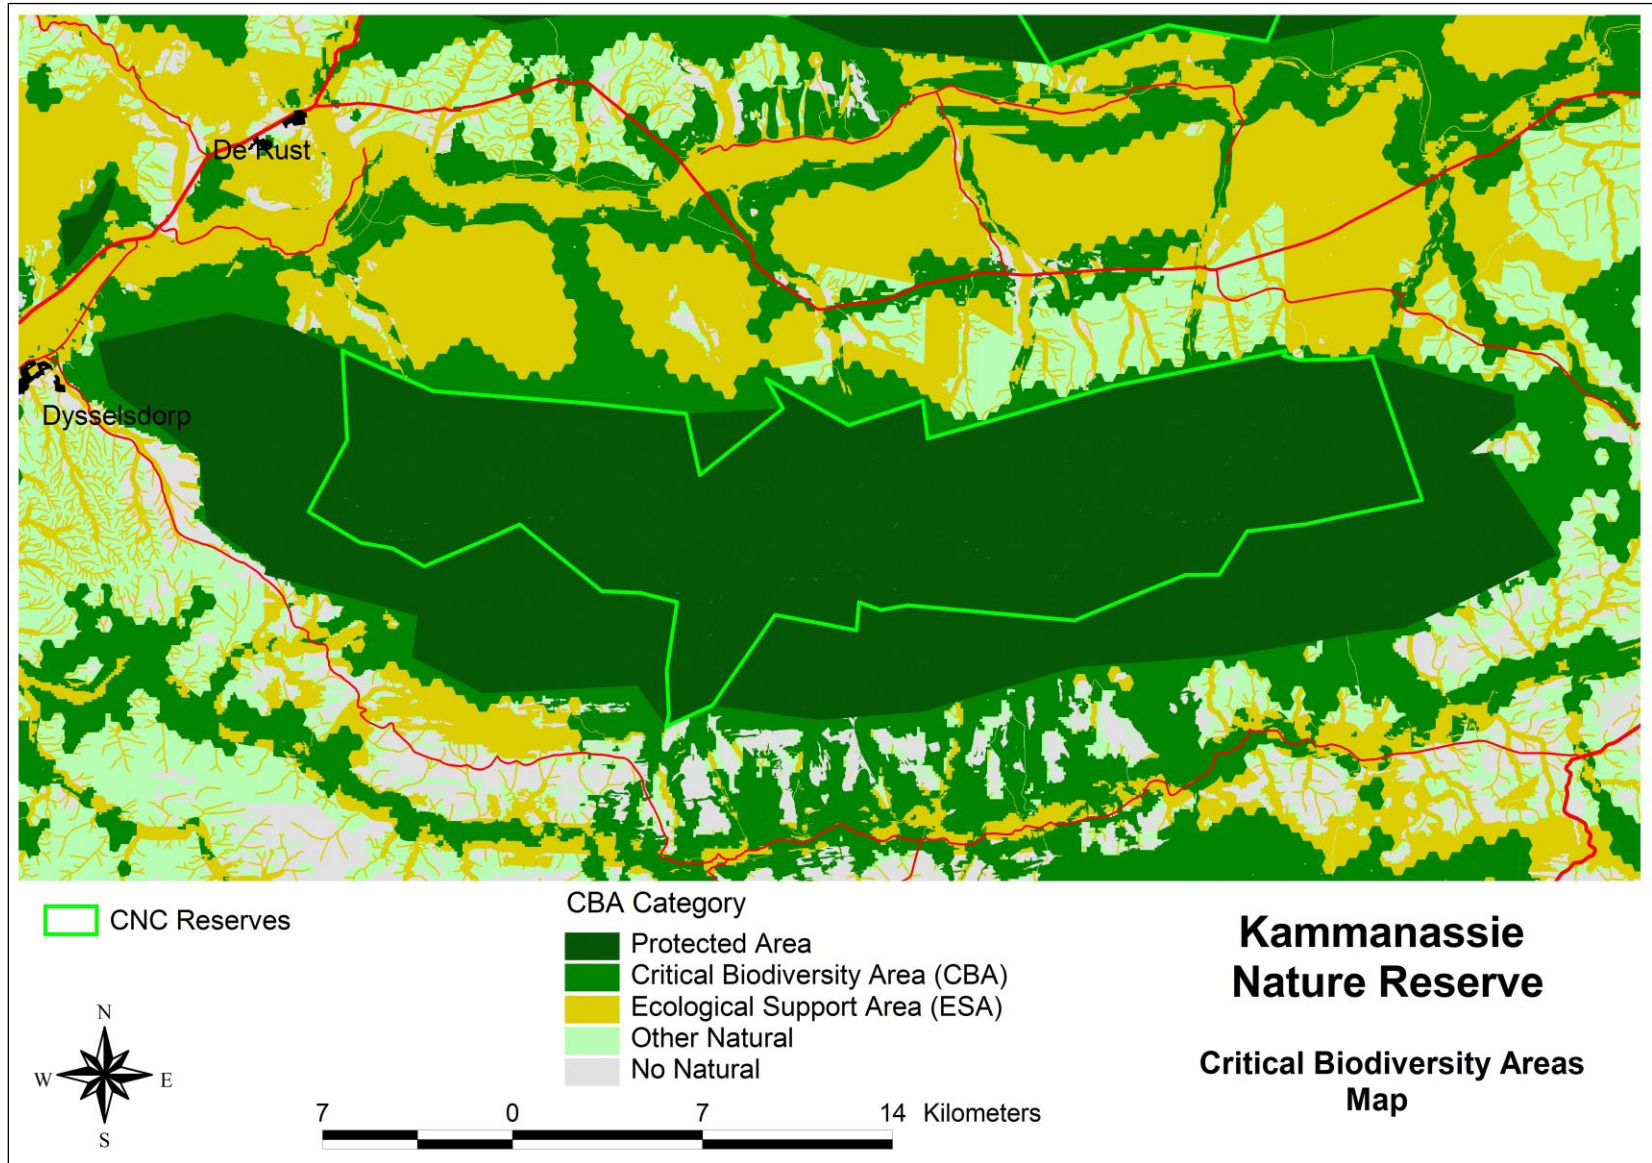 De Rust
Dysselsdorp
CNC Reserves
CBA Category
Protected Area
Critical Biodiversity Area (CBA)
Ecological Support Area (ESA)
Other Natural
No Natural
N
W
E
S
7 0 7 14 Kilometers
Kammanassie
Nature Reserve
Critical Biodiversity Areas
Map